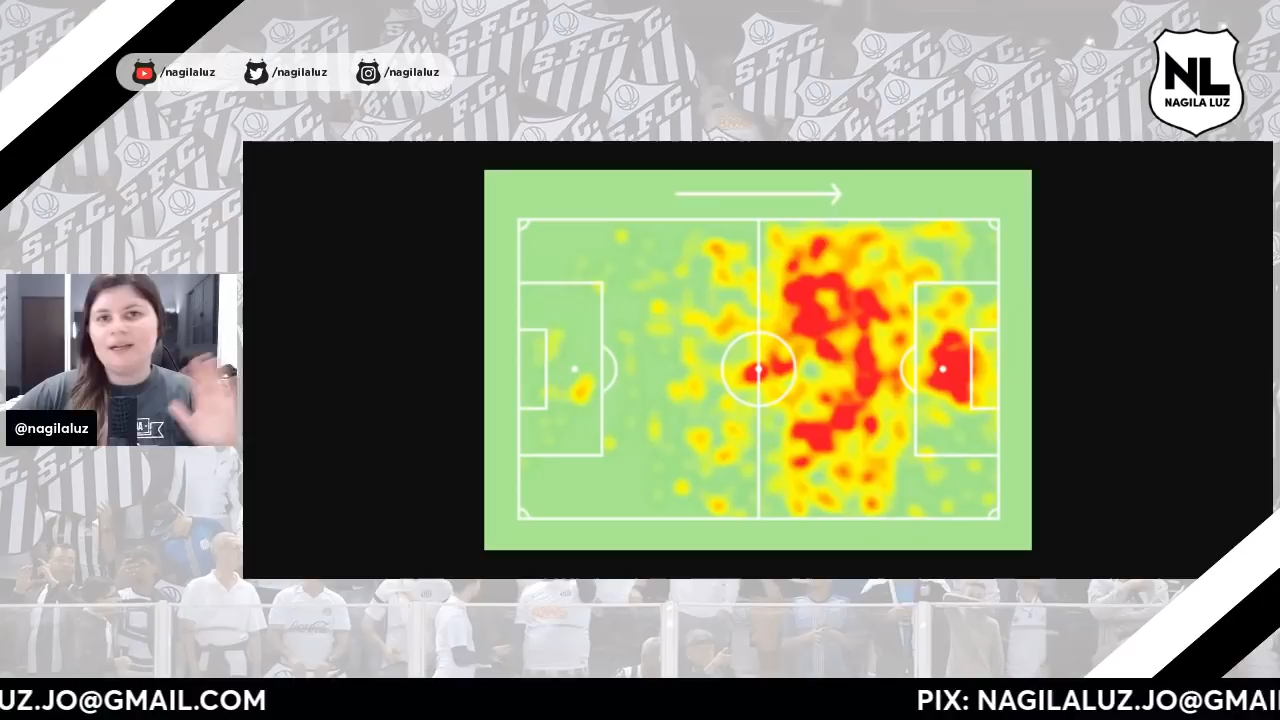 /nagilaluz
/nagilaluz
/nagilaluz
NL
NAGILA LUZ
S.F.C.
S.F.C.
S.F.C.
S.F.C.
S.F.C.
@nagilaluz
UZ.JO@GMAIL.COM
PIX: NAGILALUZ.JO@GMAI